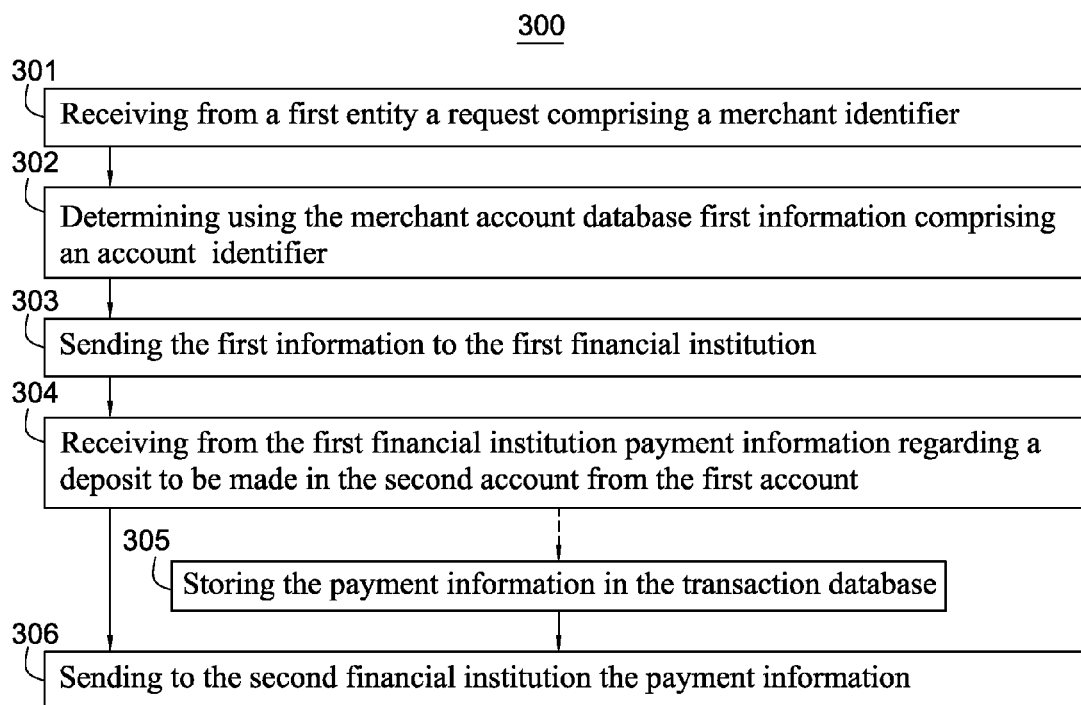 300
301
Receiving from a first entity a request comprising a merchant identifier
302
Determining using the merchant account database first information comprising
an account identifier
303
Sending the first information to the first financial institution
304
Receiving from the first financial institution payment information regarding a
deposit to be made in the second account from the first account
305
Storing the payment information in the transaction database
306
Sending to the second financial institution the payment information